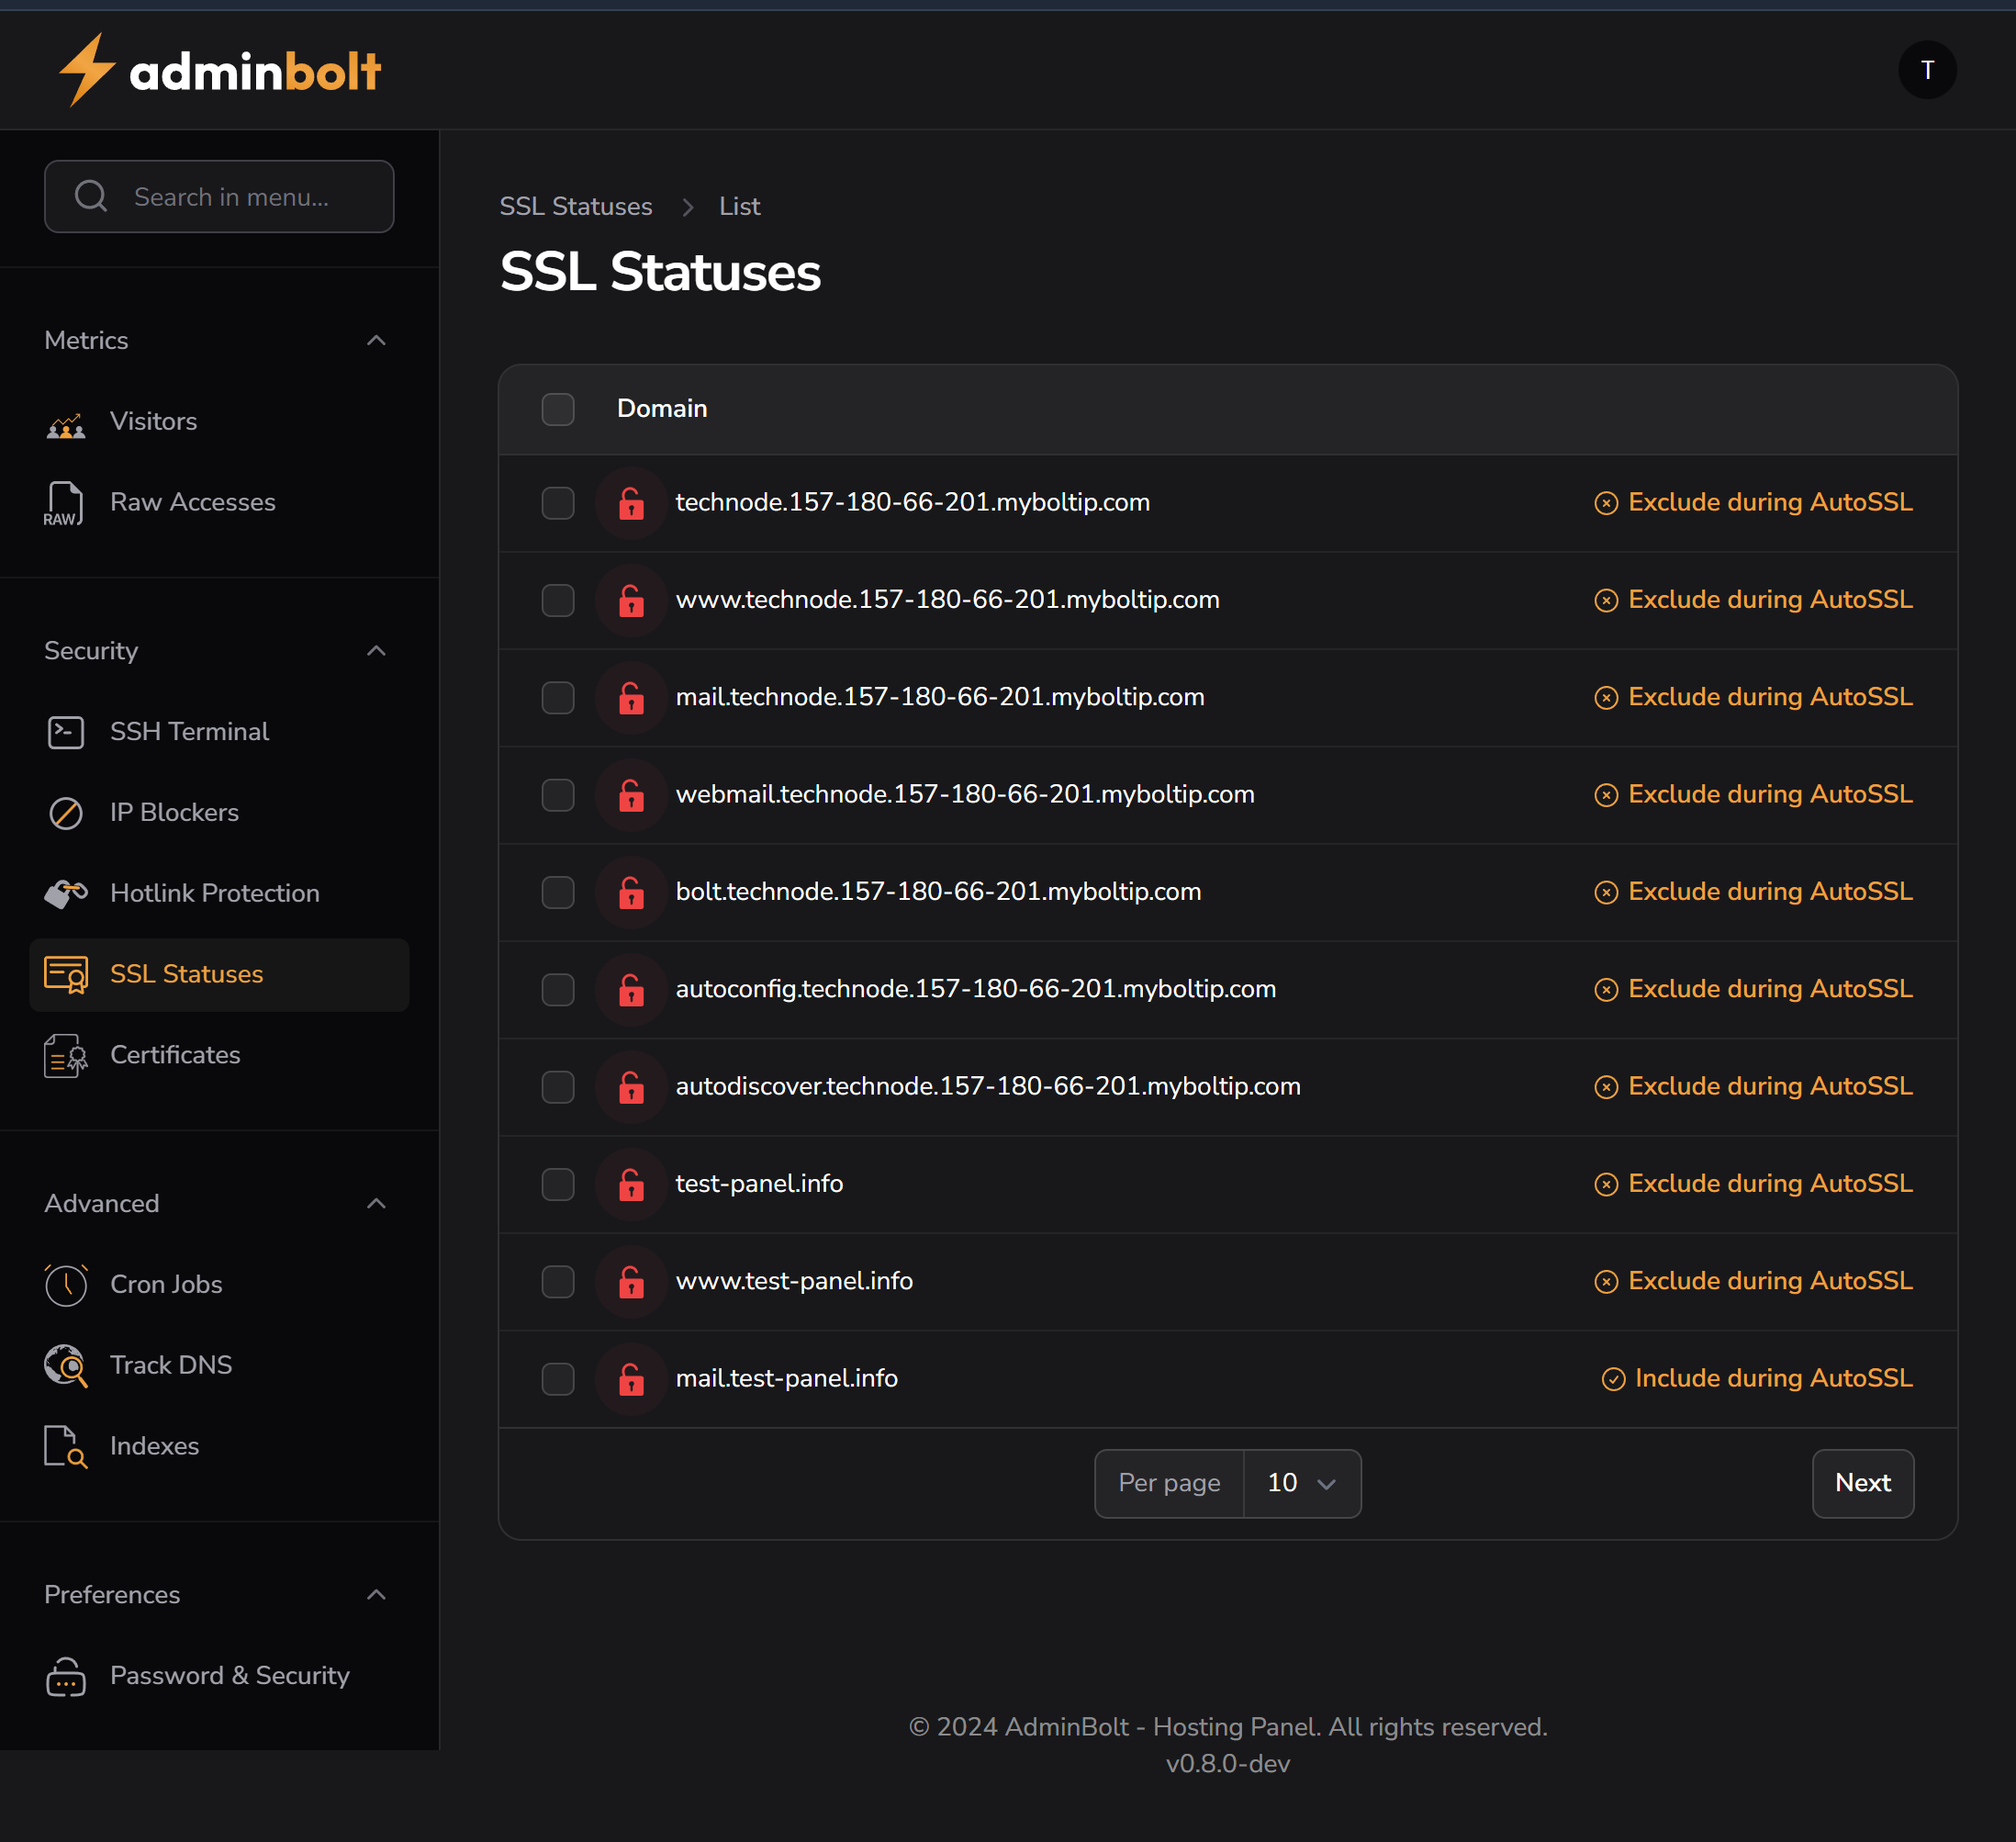 adminbolt
T
Search in menu...
SSL Statuses > List
SSL Statuses
Metrics
Visitors
RAW
Raw Accesses
Security
SSH Terminal
IP Blockers
Hotlink Protection
SSL Statuses
Certificates
Advanced
Cron Jobs
Track DNS
Indexes
Preferences
Password & Security
Domain
technode.157-180-66-201.myboltip.com Exclude during AutoSSL
www.technode.157-180-66-201.myboltip.com Exclude during AutoSSL
mail.technode.157-180-66-201.myboltip.com Exclude during AutoSSL
webmail.technode.157-180-66-201.myboltip.com Exclude during AutoSSL
bolt.technode.157-180-66-201.myboltip.com Exclude during AutoSSL
autoconfig.technode.157-180-66-201.myboltip.com Exclude during AutoSSL
autodiscover.technode.157-180-66-201.myboltip.com Exclude during AutoSSL
test-panel.info Exclude during AutoSSL
www.test-panel.info Exclude during AutoSSL
mail.test-panel.info Include during AutoSSL
Per page 10 Next
© 2024 AdminBolt - Hosting Panel. All rights reserved.
v0.8.0-dev